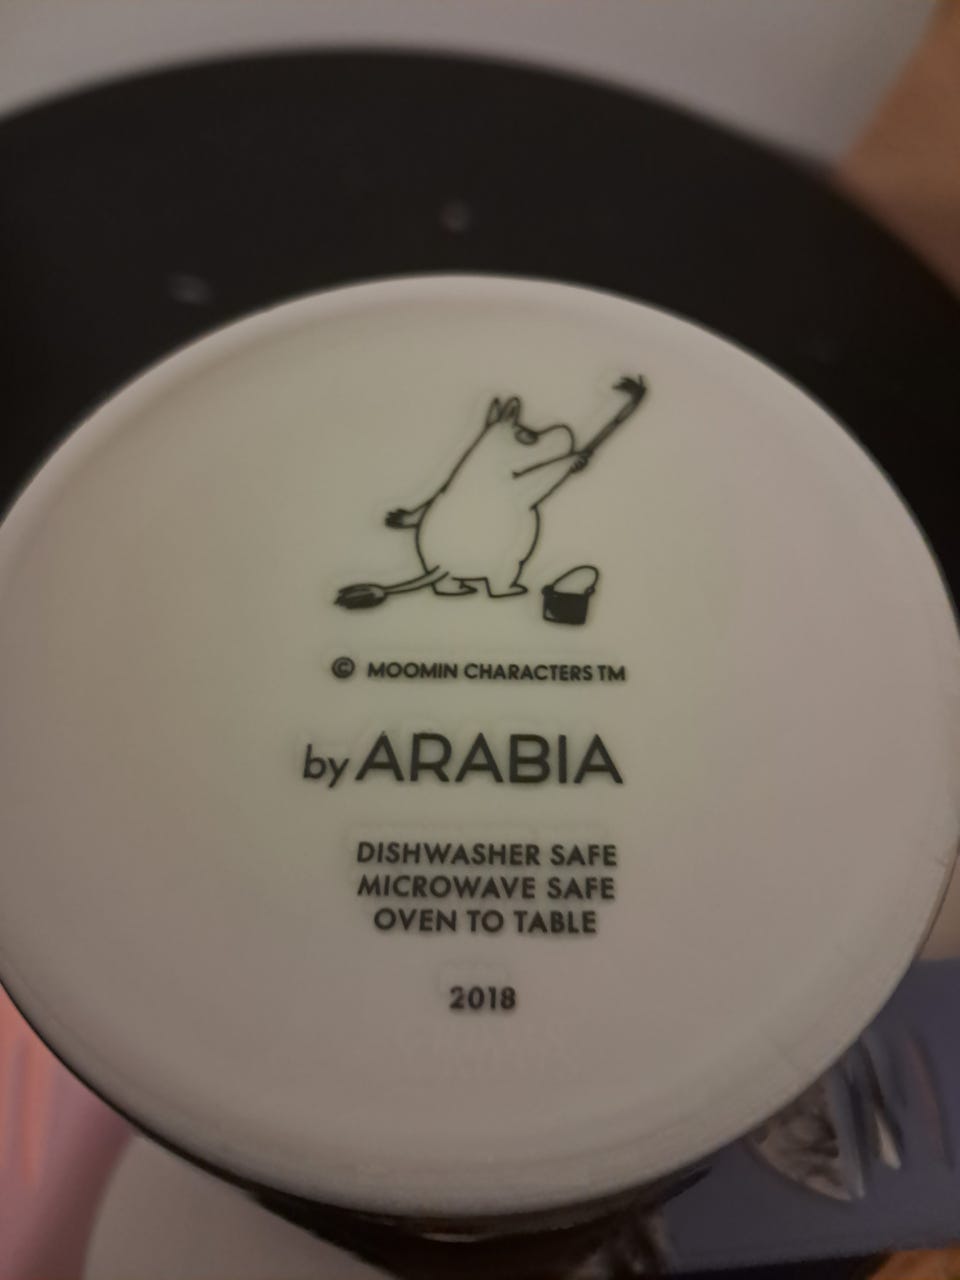 © MOOMIN CHARACTERS TM
by ARABIA
DISHWASHER SAFE
MICROWAVE SAFE
OVEN TO TABLE
2018